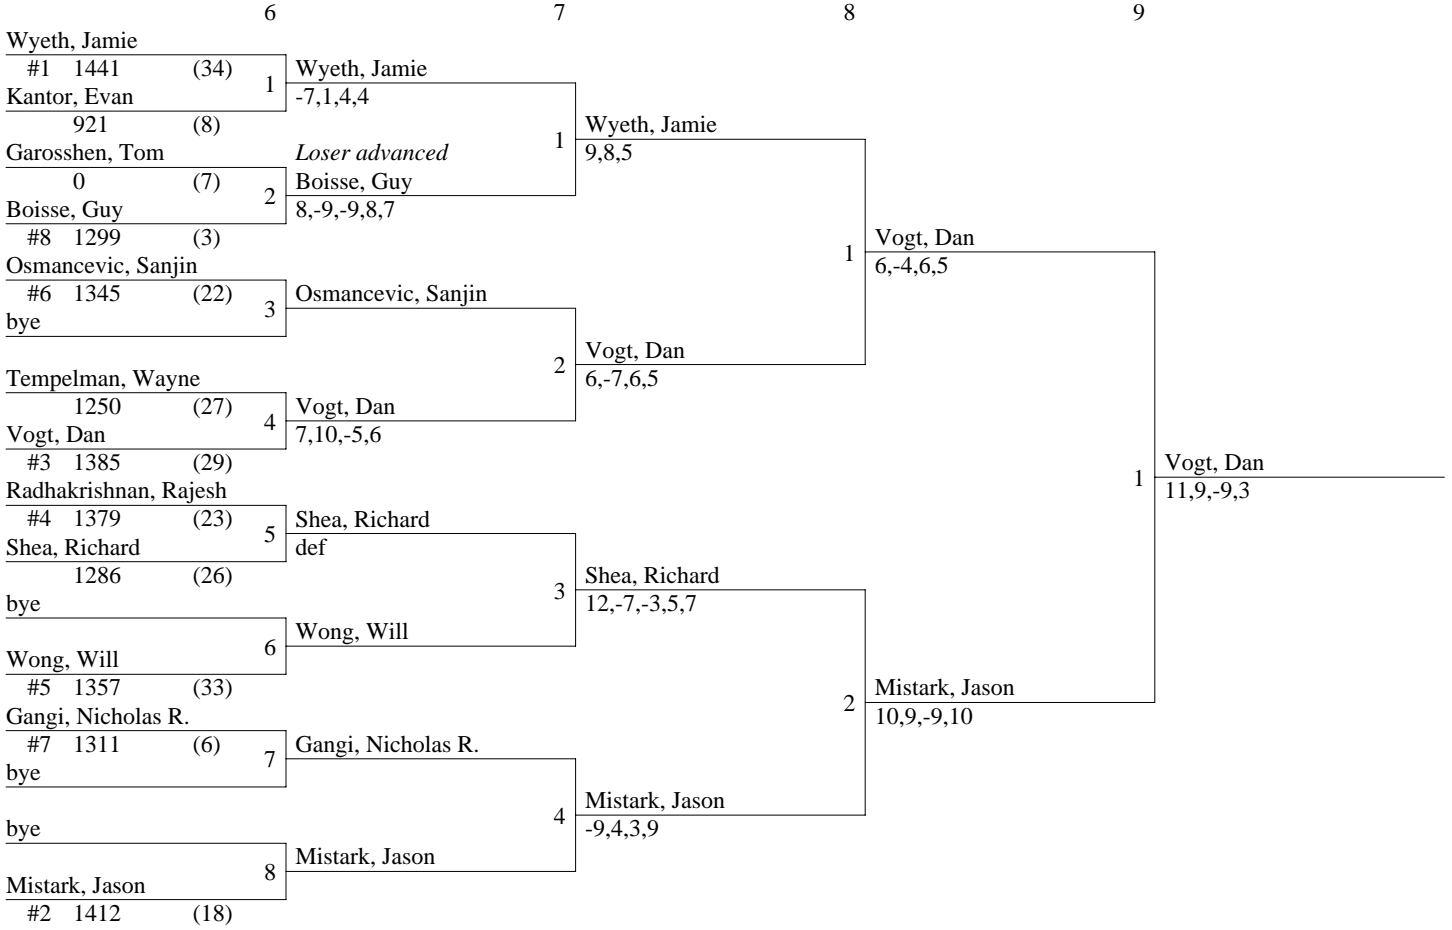 6 7 8 9
Wyeth, Jamie
#1 1441 (34)
1
Kantor, Evan
921 (8)
Garosshen, Tom
0 (7)
2
Boisse, Guy
#8 1299 (3)
Osmancevic, Sanjin
#6 1345 (22)
3
bye
Tempelman, Wayne
1250 (27)
4
Vogt, Dan
#3 1385 (29)
Radhakrishnan, Rajesh
#4 1379 (23)
5
Shea, Richard
1286 (26)
bye
6
Wong, Will
#5 1357 (33)
Gangi, Nicholas R.
#7 1311 (6)
7
bye
bye
8
Mistark, Jason
#2 1412 (18)
Wyeth, Jamie
-7,1,4,4
1
Loser advanced
Boisse, Guy
8,-9,-9,8,7
Osmancevic, Sanjin
2
Vogt, Dan
7,10,-5,6
Shea, Richard
def
3
Wong, Will
Gangi, Nicholas R.
4
Mistark, Jason
Wyeth, Jamie
9,8,5
1
Vogt, Dan
6,-7,6,5
Shea, Richard
12,-7,-3,5,7
2
Mistark, Jason
-9,4,3,9
Vogt, Dan
6,-4,6,5
1
Mistark, Jason
10,9,-9,10
Vogt, Dan
11,9,-9,3